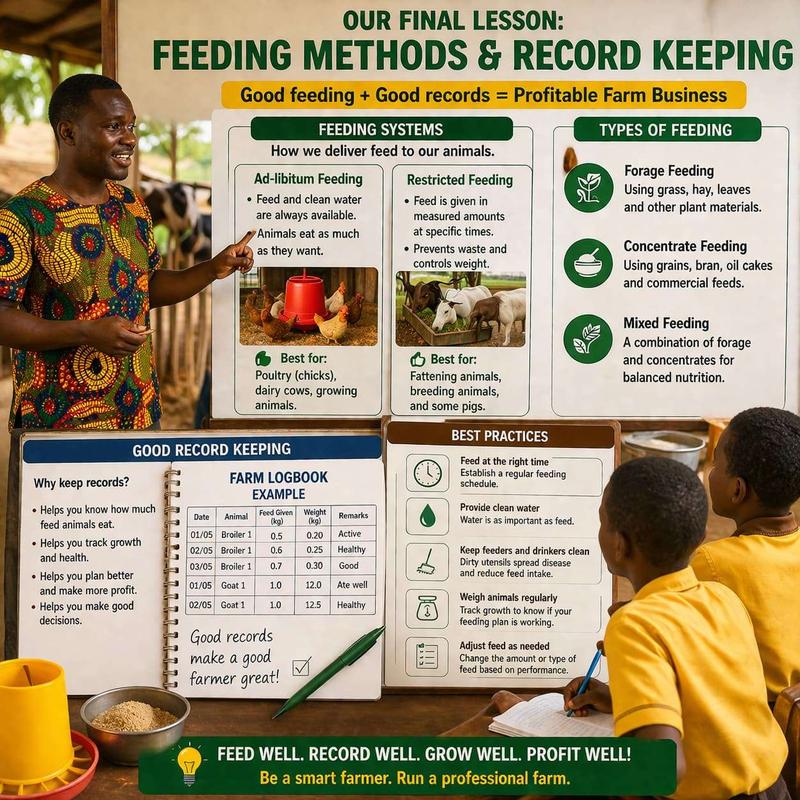 OUR FINAL LESSON:
FEEDING METHODS & RECORD KEEPING
Good feeding + Good records = Profitable Farm Business
FEEDING SYSTEMS
How we deliver feed to our animals.
Ad-libitum Feeding
• Feed and clean water
are always available.
Animals eat as much
as they want.
Best for:
Poultry (chicks),
dairy cows, growing
animals.
Restricted Feeding
• Feed is given in
measured amounts
at specific times.
• Prevents waste and
controls weight.
Best for:
Fattening animals,
breeding animals,
and some pigs.
TYPES OF FEEDING
Forage Feeding
Using grass, hay, leaves
and other plant materials.
Concentrate Feeding
Using grains, bran, oil cakes
and commercial feeds.
Mixed Feeding
A combination of forage
and concentrates for
balanced nutrition.
GOOD RECORD KEEPING
Why keep records?
• Helps you know how much
feed animals eat.
• Helps you track growth
and health.
• Helps you plan better
and make more profit.
• Helps you make good
decisions.
FARM LOGBOOK
EXAMPLE
Date Animal Feed Given (kg) Weight (kg) Remarks
01/05 Broiler 1 0.5 0.20 Active
02/05 Broiler 1 0.6 0.25 Healthy
03/05 Broiler 1 0.7 0.30 Good
01/05 Goat 1 1.0 12.0 Ate well
02/05 Goat 1 1.0 12.5 Healthy
Good records
make a good
farmer great!
BEST PRACTICES
Feed at the right time
Establish a regular feeding
schedule.
Provide clean water
Water is as important as feed.
Keep feeders and drinkers clean
Dirty utensils spread disease
and reduce feed intake.
Weigh animals regularly
Track growth to know if your
feeding plan is working.
Adjust feed as needed
Change the amount or type of
feed based on performance.
FEED WELL. RECORD WELL. GROW WELL. PROFIT WELL!
Be a smart farmer. Run a professional farm.